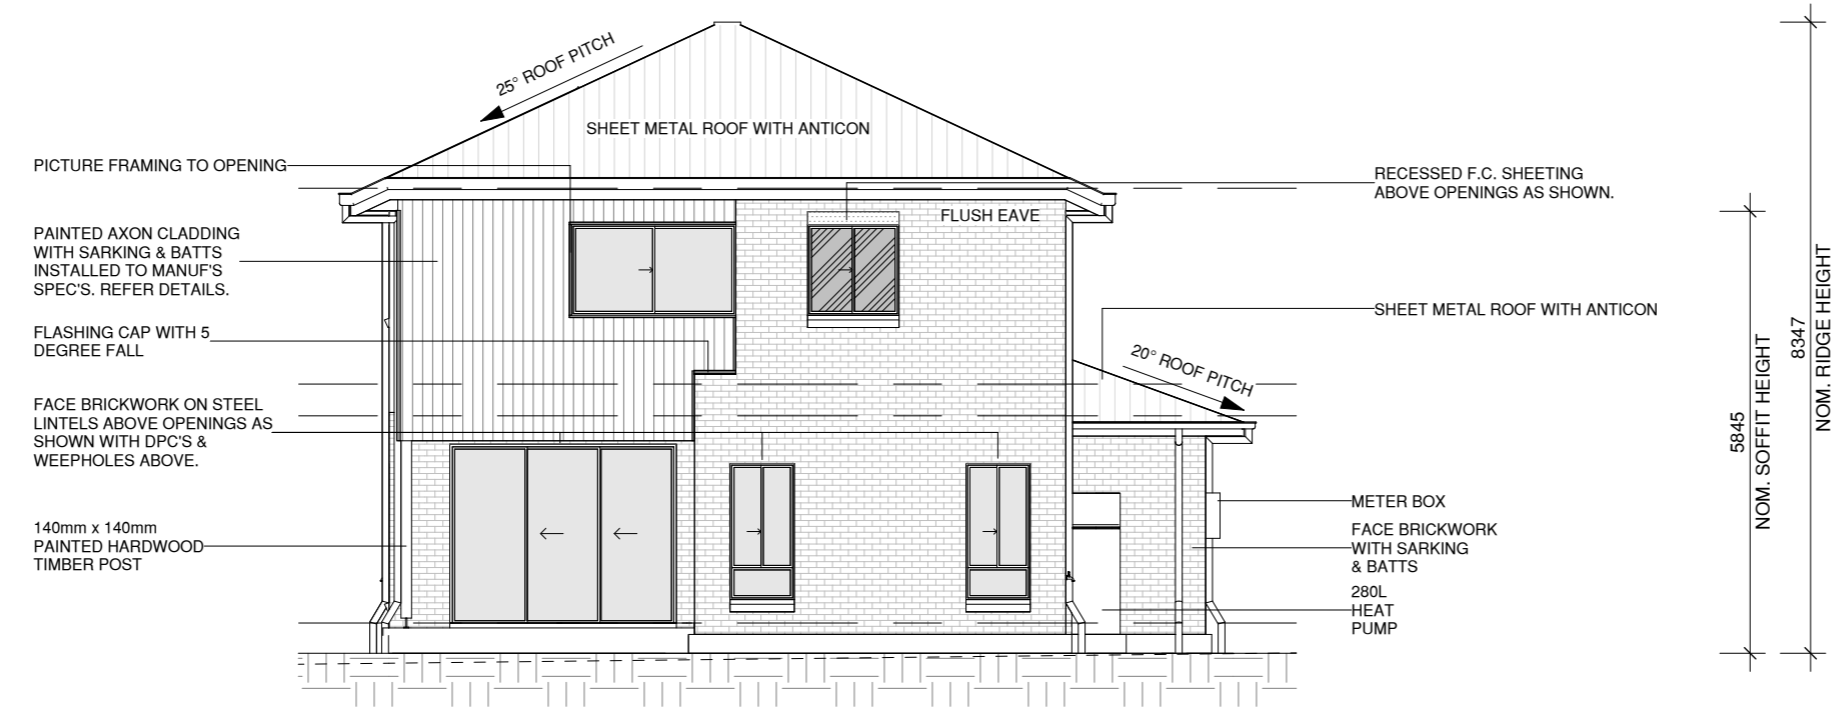 25° ROOF PITCH
SHEET METAL ROOF WITH ANTICON
PICTURE FRAMING TO OPENING
PAINTED AXON CLADDING
WITH SARKING & BATTS
INSTALLED TO MANUF'S
SPEC'S. REFER DETAILS.
FLASHING CAP WITH 5
DEGREE FALL
FACE BRICKWORK ON STEEL
LINTELS ABOVE OPENINGS AS
SHOWN WITH DPC'S &
WEEPHOLES ABOVE.
140mm x 140mm
PAINTED HARDWOOD
TIMBER POST
FLUSH EAVE
RECESSED F.C. SHEETING
ABOVE OPENINGS AS SHOWN.
SHEET METAL ROOF WITH ANTICON
20° ROOF PITCH
METER BOX
FACE BRICKWORK
WITH SARKING
& BATTS
280L
HEAT
PUMP
5845
NOM. SOFFIT HEIGHT
8347
NOM. RIDGE HEIGHT